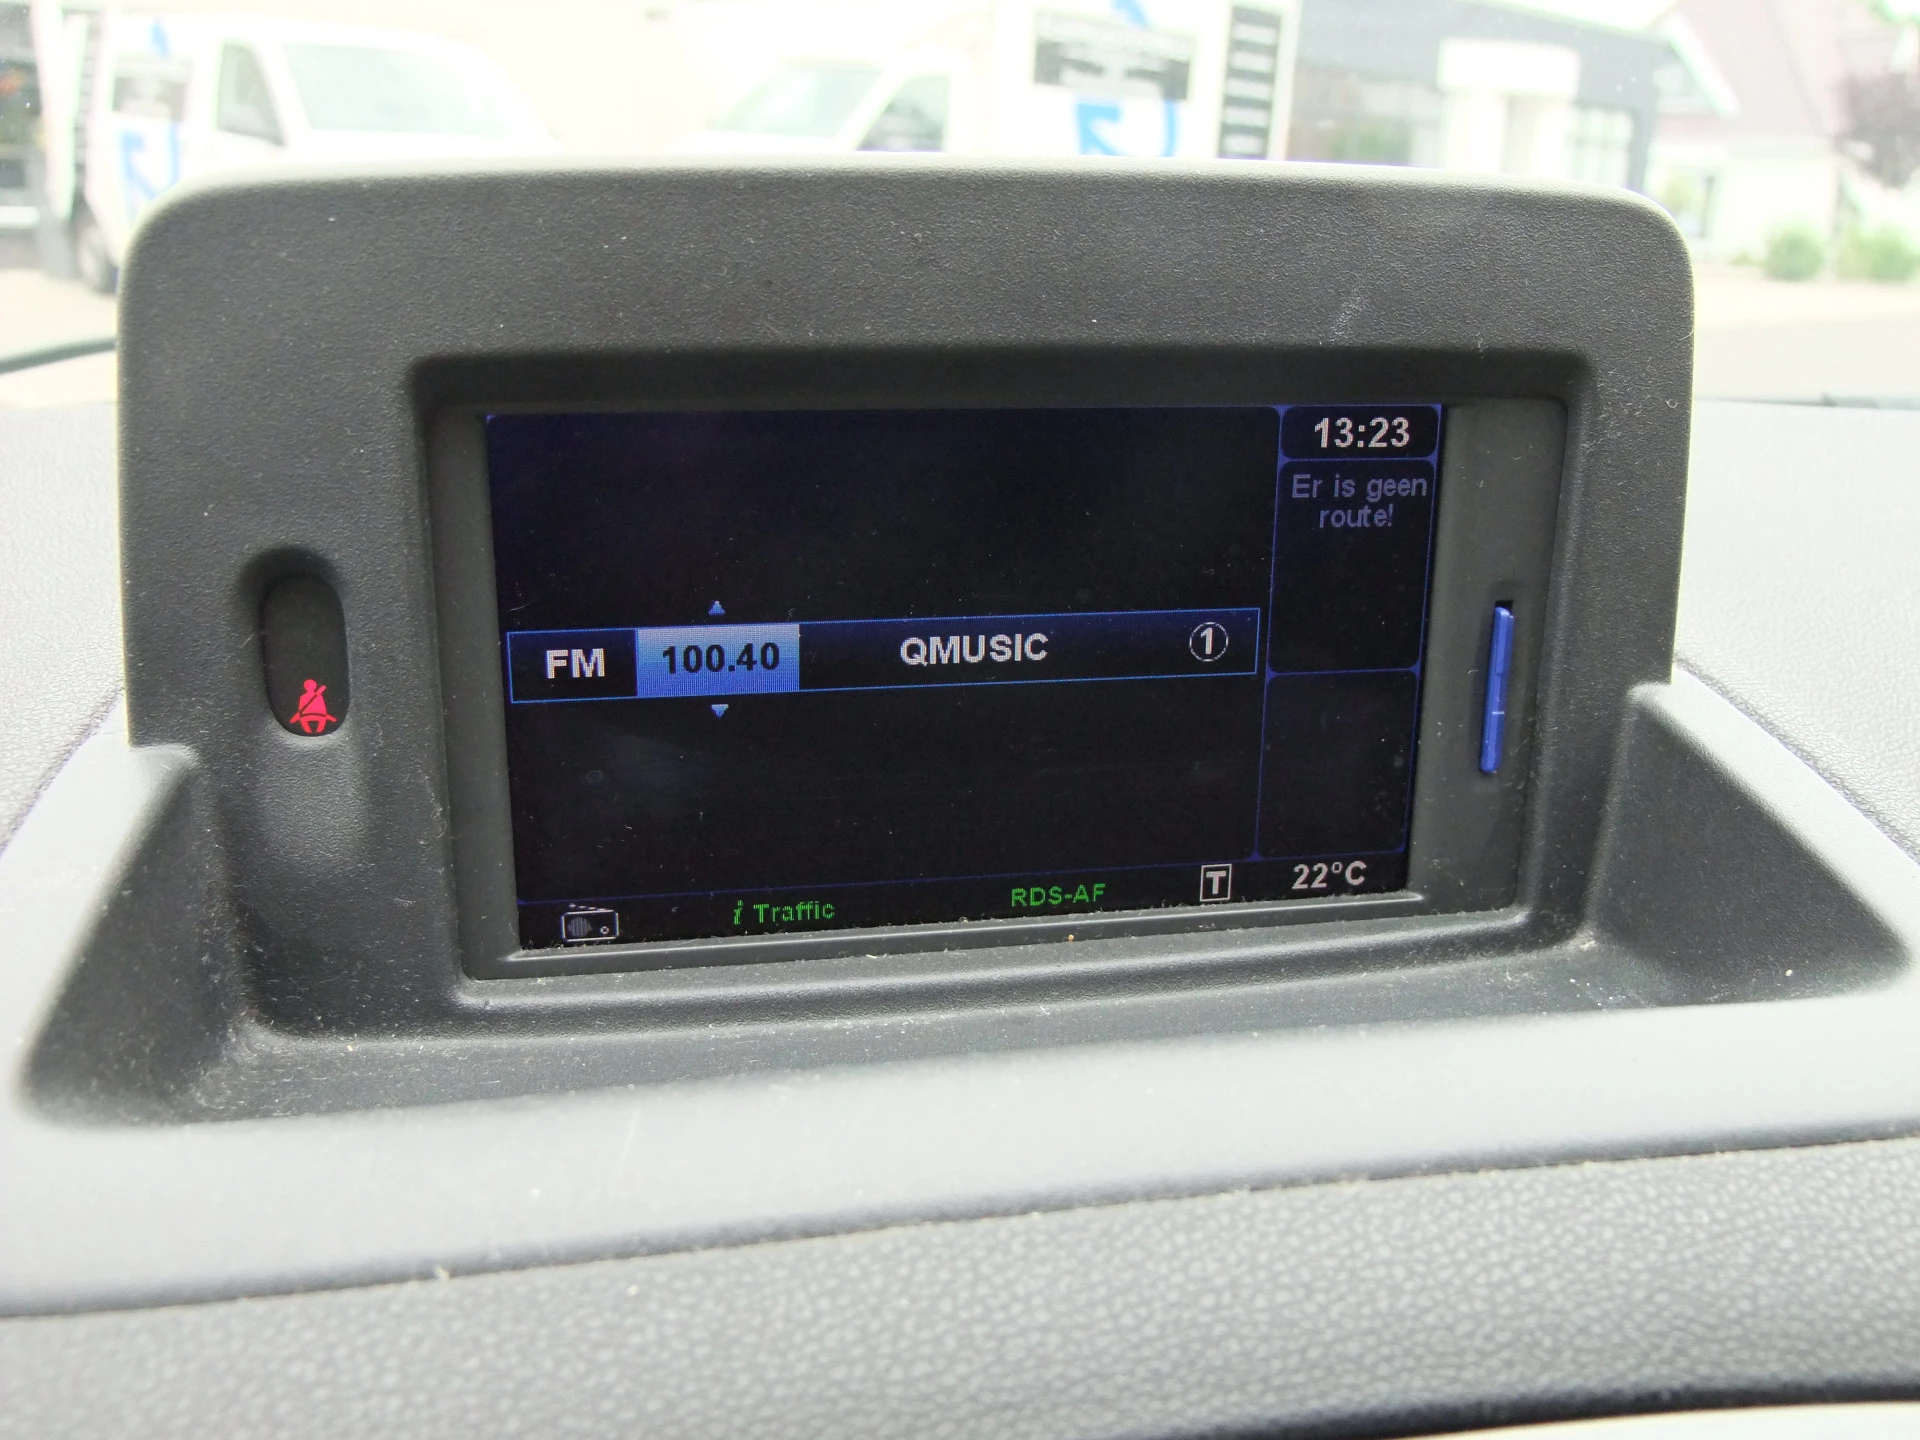 13:23
Er is geen
route!
FM 100.40 QMUSIC 1
i Traffic RDS-AF T 22°C